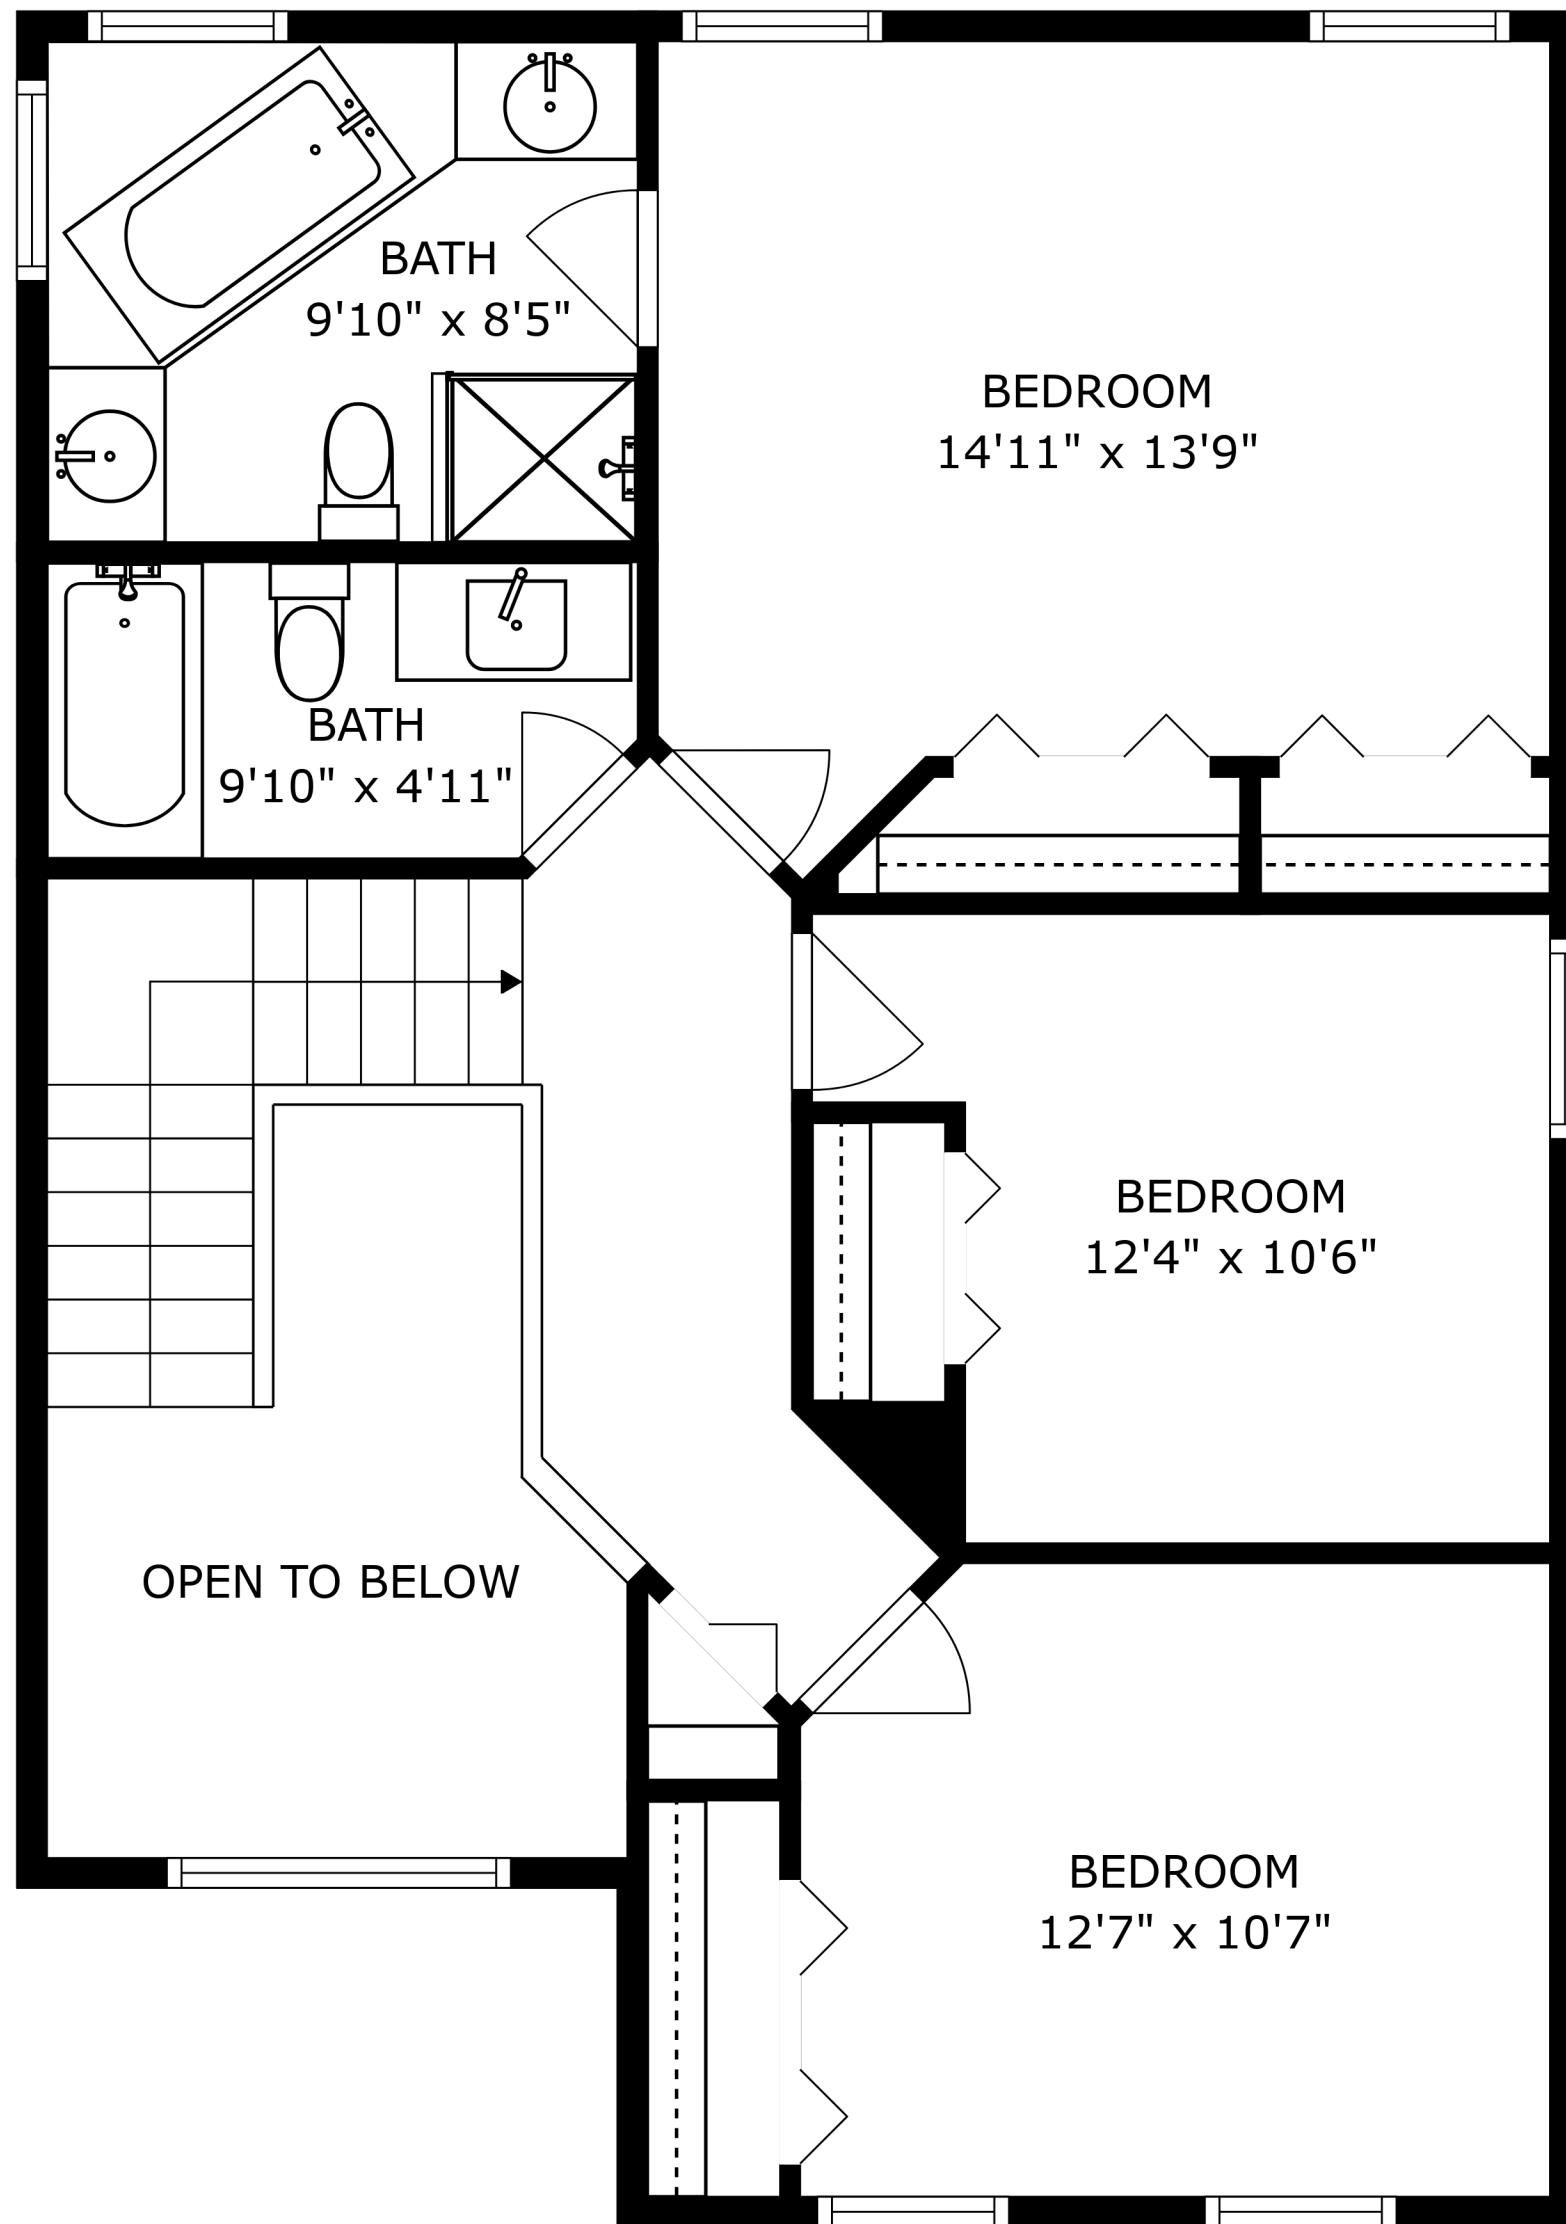 BATH
9'10" x 8'5"
BEDROOM
14'11" x 13'9"
BATH
9'10" x 4'11"
BEDROOM
12'4" x 10'6"
OPEN TO BELOW
BEDROOM
12'7" x 10'7"